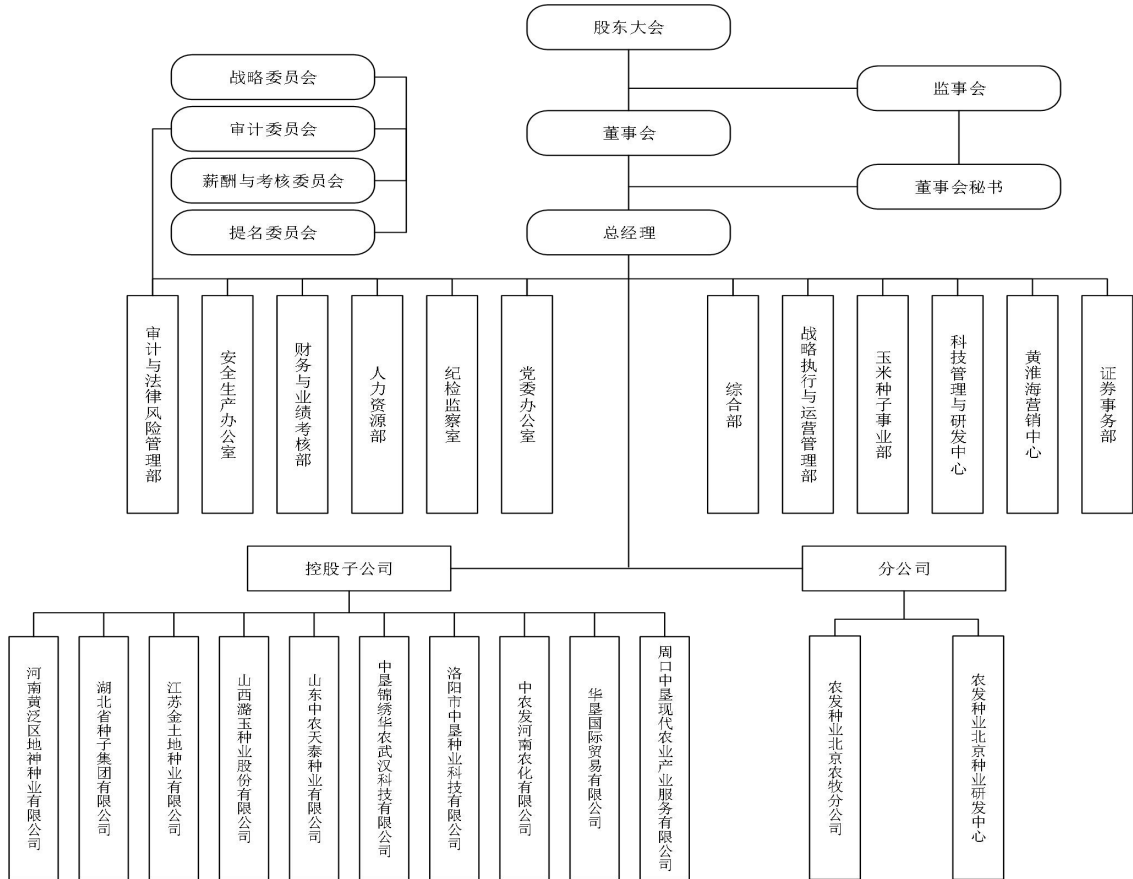 股东大会
战略委员会
监事会
审计委员会
董事会
薪酬与考核委员会
董事会秘书
提名委员会
总经理
审计与法律风险管理部
安全生产办公室
财务与业绩考核部
人力资源部
纪检监察室
党委办公室
综合部
战略执行与运营管理部
玉米种子事业部
科技管理与研发中心
黄淮海营销中心
证券事务部
控股子公司
分公司
河南黄泛区地神种业有限公司
湖北省种子集团有限公司
江苏金土地种业有限公司
山西潞玉种业股份有限公司
山东中农天泰种业有限公司
中垦锦绣华农武汉科技有限公司
洛阳市中垦种业科技有限公司
中农发河南农化有限公司
华垦国际贸易有限公司
周口中垦现代农业产业服务有限公司
农发种业北京农牧分公司
农发种业北京种业研发中心